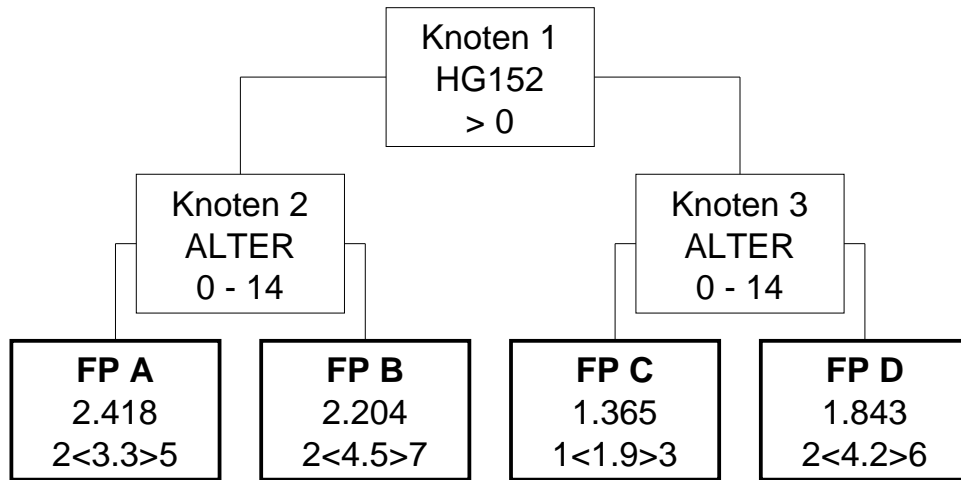 Knoten 1
HG152
> 0
Knoten 2
ALTER
0 - 14
Knoten 3
ALTER
0 - 14
FP A
2.418
2<3.3>5
FP B
2.204
2<4.5>7
FP C
1.365
1<1.9>3
FP D
1.843
2<4.2>6